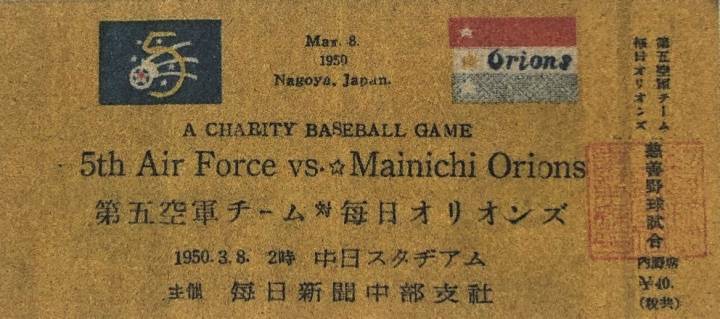 5
Mar. 8.
1950
Nagoya, Japan.
Orions
A CHARITY BASEBALL GAME
5th Air Force vs. ☆ Mainichi Orions
第五空軍チーム対毎日オリオンズ
1950.3.8. 2時 中日スタヂアム
主催 毎日新聞中部支社
第五空軍チーム
毎日オリオンズ
慈善野球試合
内野席
¥40.
(税共)